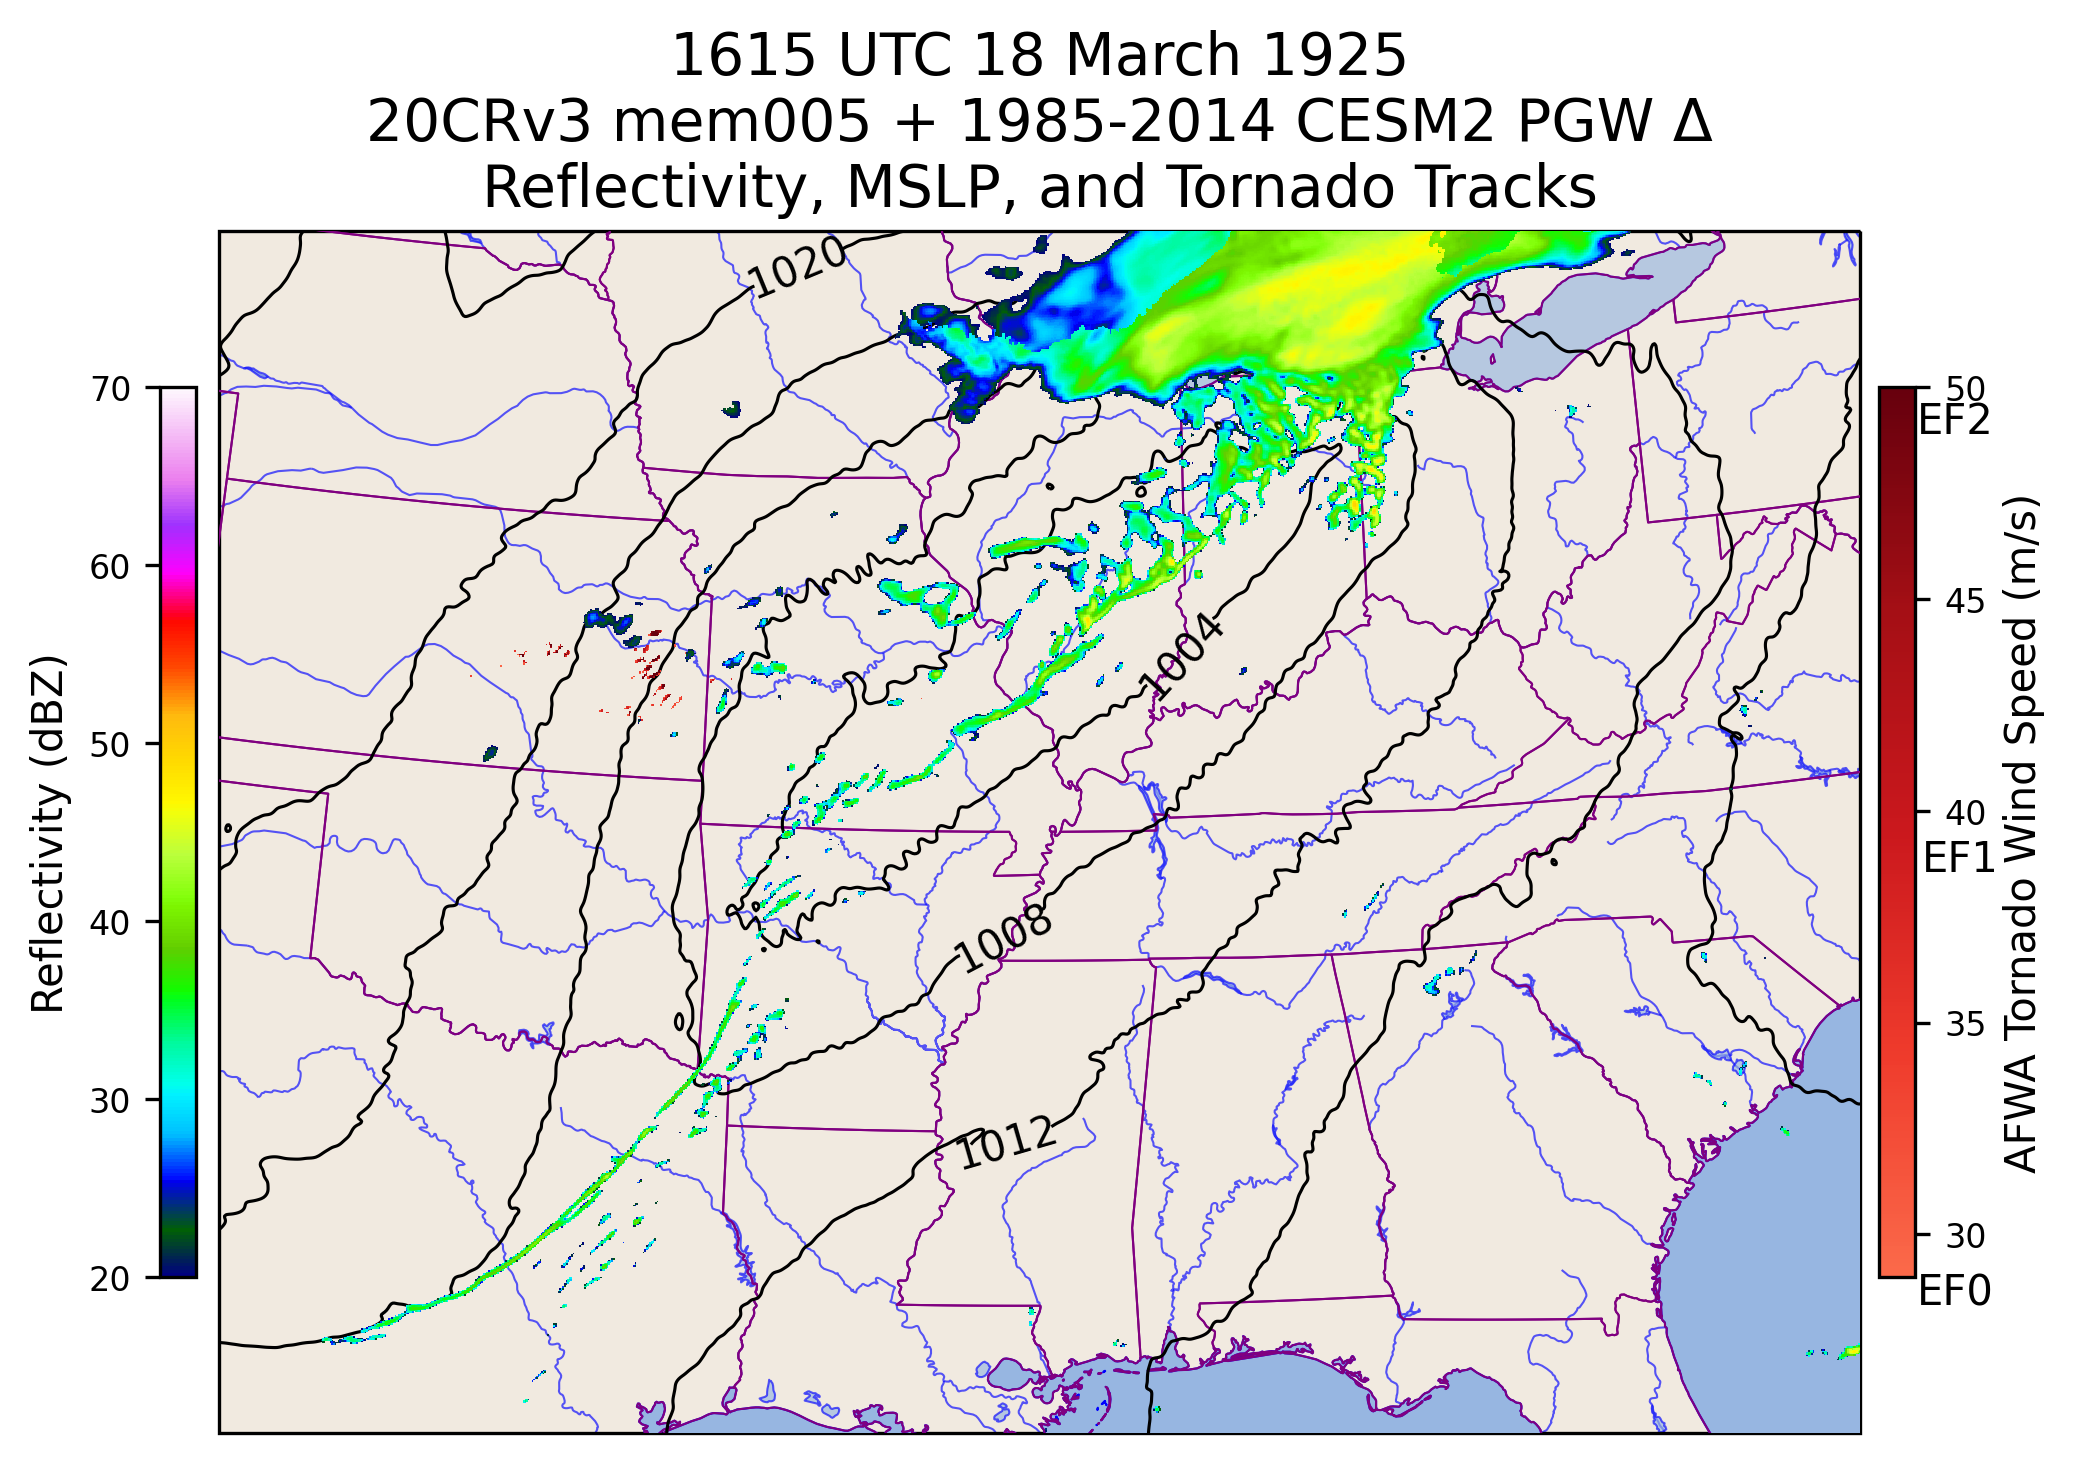 1615 UTC 18 March 1925
20CRv3 mem005 + 1985-2014 CESM2 PGW Δ
Reflectivity, MSLP, and Tornado Tracks
1020
1004
1008
1012
Reflectivity (dBZ)
70
60
50
40
30
20
50
EF2
45
40
EF1
35
30
EF0
AFWA Tornado Wind Speed (m/s)